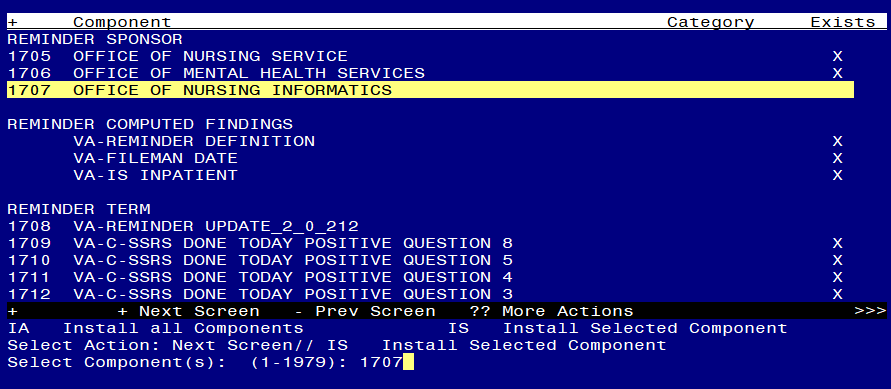 + Component Category Exists
REMINDER SPONSOR
1705 OFFICE OF NURSING SERVICE X
1706 OFFICE OF MENTAL HEALTH SERVICES X
1707 OFFICE OF NURSING INFORMATICS
REMINDER COMPUTED FINDINGS
VA-REMINDER DEFINITION X
VA-FILEMAN DATE X
VA-IS INPATIENT X
REMINDER TERM
1708 VA-REMINDER UPDATE_2_0_212
1709 VA-C-SSRS DONE TODAY POSITIVE QUESTION 8 X
1710 VA-C-SSRS DONE TODAY POSITIVE QUESTION 5 X
1711 VA-C-SSRS DONE TODAY POSITIVE QUESTION 4 X
1712 VA-C-SSRS DONE TODAY POSITIVE QUESTION 3 X
+ + Next Screen - Prev Screen ?? More Actions >>>
IA Install all Components IS Install Selected Component
Select Action: Next Screen// IS Install Selected Component
Select Component(s): (1-1979): 1707